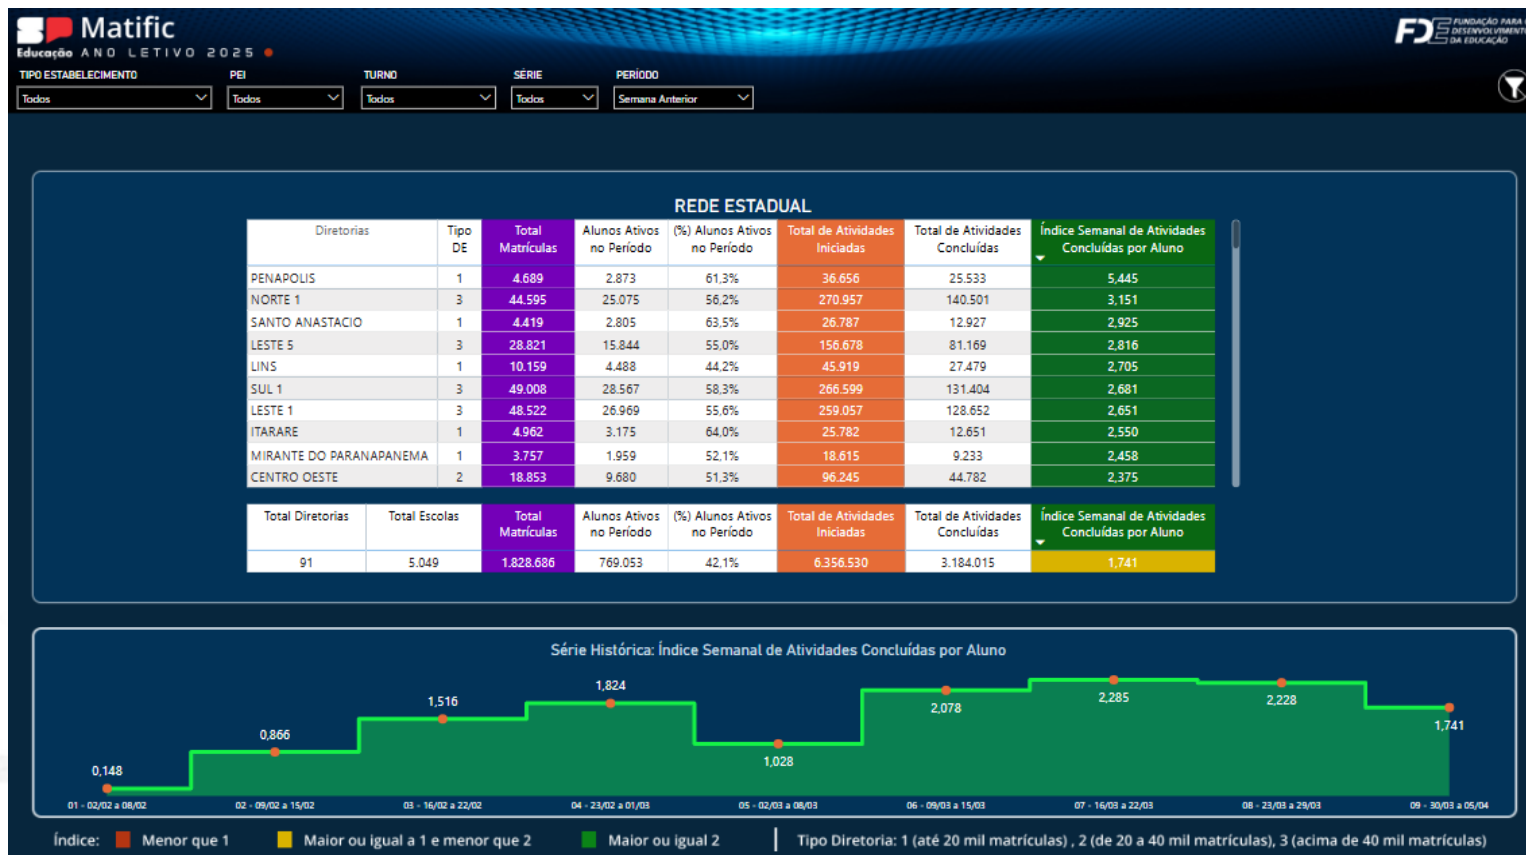 Matific
Educação ANO LETIVO 2025
FDE FUNDAÇÃO PARA
DESENVOLVIMENTO
DA EDUCAÇÃO
TIPO ESTABELECIMENTO PEI TURNO SÉRIE PERÍODO
Todos Todos Todos Todos Semana Anterior
REDE ESTADUAL
Diretorias Tipo DE Total Matrículas Alunos Ativos no Período (%) Alunos Ativos no Período Total de Atividades Iniciadas Total de Atividades Concluídas Índice Semanal de Atividades Concluídas por Aluno
PENAPOLIS 1 4.689 2.873 61,3% 36.656 25.533 5,445
NORTE 1 3 44.595 25.075 56,2% 270.957 140.501 3,151
SANTO ANASTACIO 1 4.419 2.805 63,5% 26.787 12.927 2,925
LESTE 5 3 28.821 15.844 55,0% 156.678 81.169 2,816
LINS 1 10.159 4.488 44,2% 45.919 27.479 2,705
SUL 1 3 49.008 28.567 58,3% 266.599 131.404 2,681
LESTE 1 3 48.522 26.969 55,6% 259.057 128.652 2,651
ITARARE 1 4.962 3.175 64,0% 25.782 12.651 2,550
MIRANTE DO PARANAPANEMA 1 3.757 1.959 52,1% 18.615 9.233 2,458
CENTRO OESTE 2 18.853 9.680 51,3% 96.245 44.782 2,375
Total Diretorias Total Escolas Total Matrículas Alunos Ativos no Período (%) Alunos Ativos no Período Total de Atividades Iniciadas Total de Atividades Concluídas Índice Semanal de Atividades Concluídas por Aluno
91 5.049 1.828.686 769.053 42,1% 6.356.530 3.184.015 1,741
Série Histórica: Índice Semanal de Atividades Concluídas por Aluno
0,148 0,866 1,516 1,824 1,028 2,078 2,285 2,228 1,741
01 - 02/02 a 08/02 02 - 09/02 a 15/02 03 - 16/02 a 22/02 04 - 23/02 a 01/03 05 - 02/03 a 08/03 06 - 09/03 a 15/03 07 - 16/03 a 22/03 08 - 23/03 a 29/03 09 - 30/03 a 05/04
Índice: Menor que 1 Maior ou igual a 1 e menor que 2 Maior ou igual 2 Tipo Diretoria: 1 (até 20 mil matrículas) , 2 (de 20 a 40 mil matrículas), 3 (acima de 40 mil matrículas)